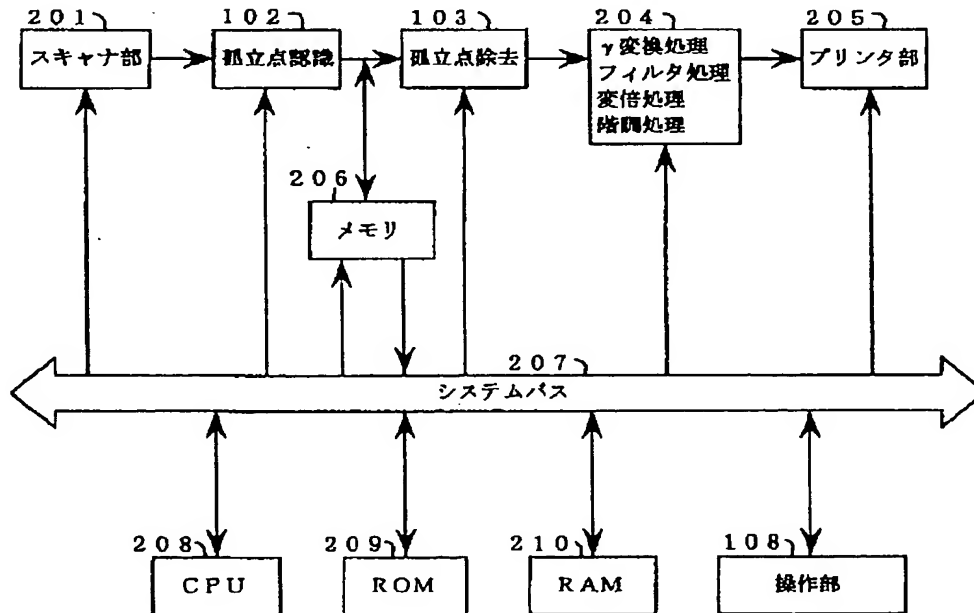 201
スキャナ部
102
孤立点認識
103
孤立点除去
204
γ変換処理
フィルタ処理
変倍処理
階調処理
205
プリンタ部
206
メモリ
207
システムバス
208
CPU
209
ROM
210
RAM
108
操作部